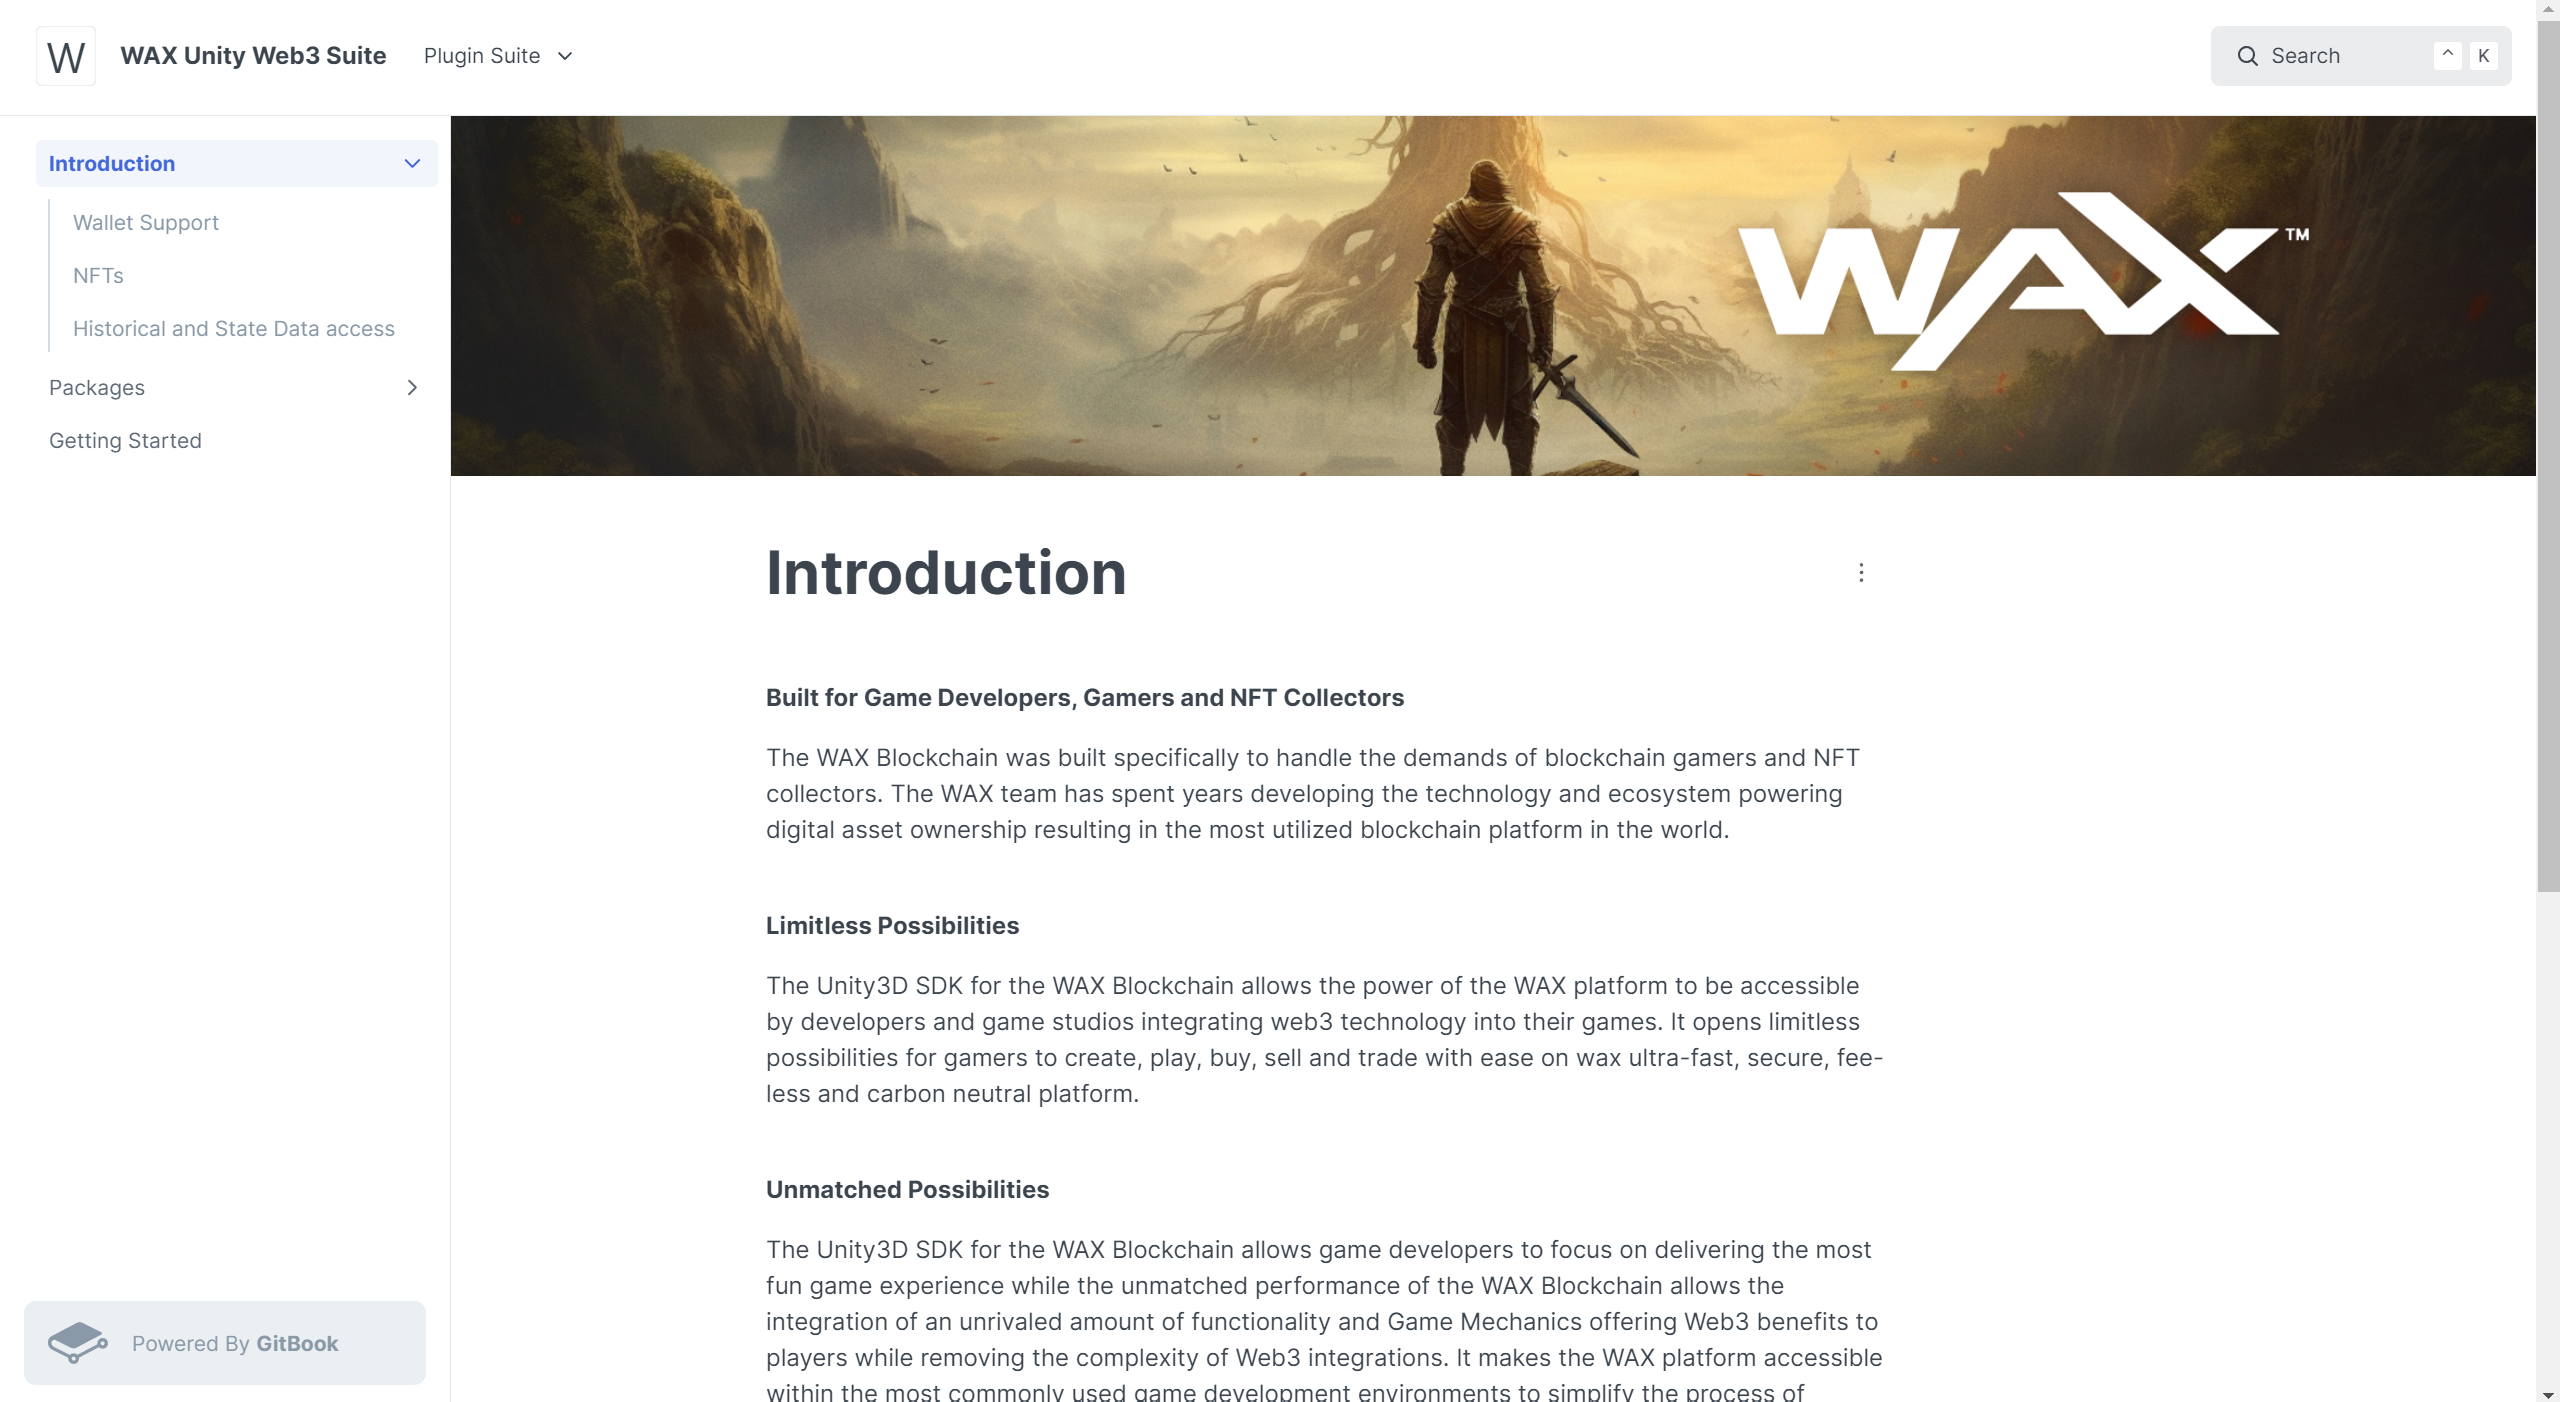 W
WAX Unity Web3 Suite
Plugin Suite
Search
^ K
Introduction
Wallet Support
NFTs
Historical and State Data access
Packages
Getting Started
WAX™
Introduction
Built for Game Developers, Gamers and NFT Collectors
The WAX Blockchain was built specifically to handle the demands of blockchain gamers and NFT
collectors. The WAX team has spent years developing the technology and ecosystem powering
digital asset ownership resulting in the most utilized blockchain platform in the world.
Limitless Possibilities
The Unity3D SDK for the WAX Blockchain allows the power of the WAX platform to be accessible
by developers and game studios integrating web3 technology into their games. It opens limitless
possibilities for gamers to create, play, buy, sell and trade with ease on wax ultra-fast, secure, fee-
less and carbon neutral platform.
Unmatched Possibilities
The Unity3D SDK for the WAX Blockchain allows game developers to focus on delivering the most
fun game experience while the unmatched performance of the WAX Blockchain allows the
integration of an unrivaled amount of functionality and Game Mechanics offering Web3 benefits to
players while removing the complexity of Web3 integrations. It makes the WAX platform accessible
within the most commonly used game development environments to simplify the process of
Powered By GitBook